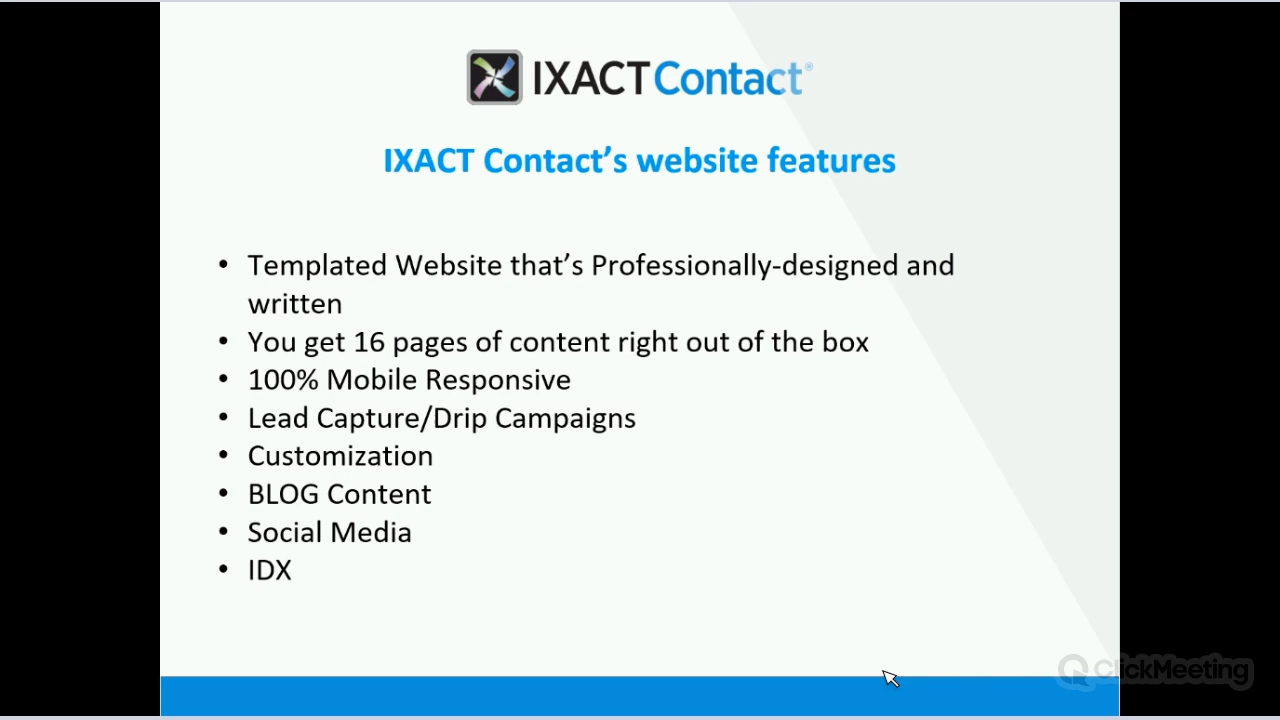 IXACT Contact®
IXACT Contact’s website features
• Templated Website that’s Professionally-designed and
written
• You get 16 pages of content right out of the box
• 100% Mobile Responsive
• Lead Capture/Drip Campaigns
• Customization
• BLOG Content
• Social Media
• IDX
ClickMeeting